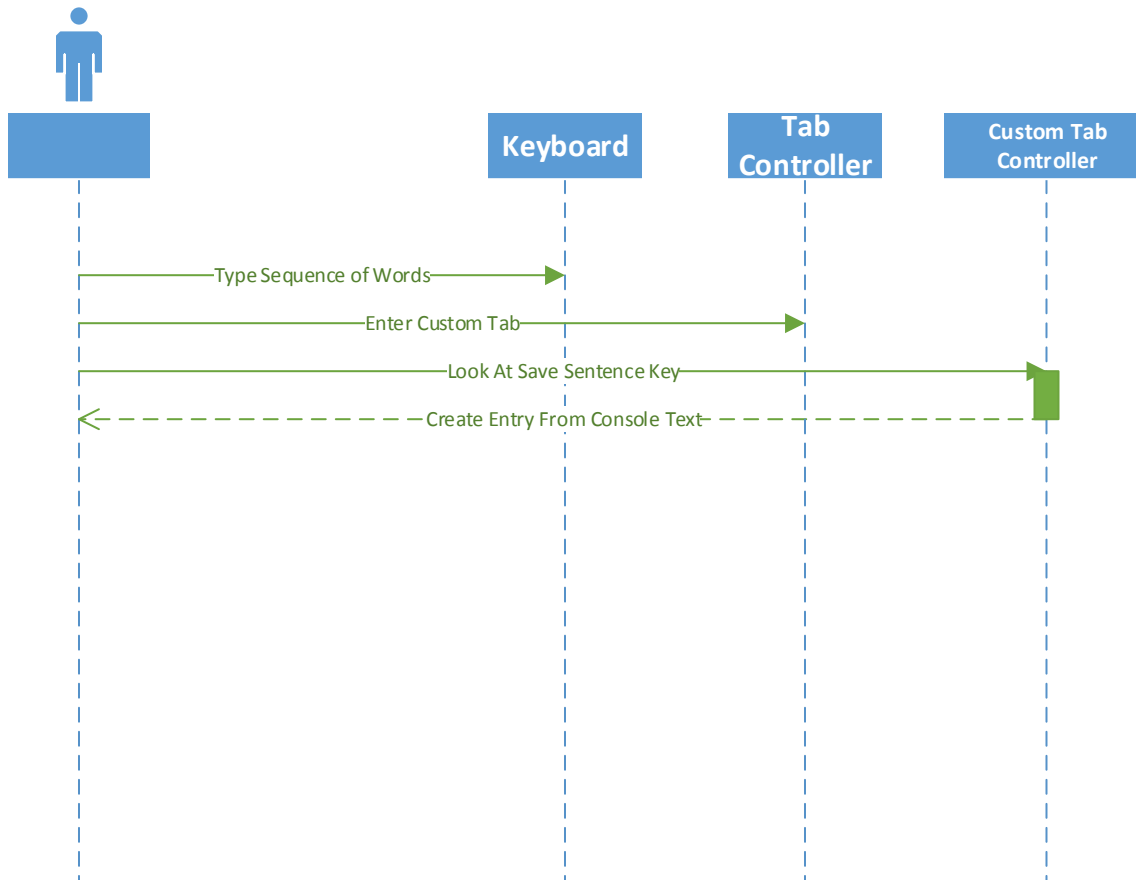 Keyboard
Tab
Controller
Custom Tab
Controller
Type Sequence of Words
Enter Custom Tab
Look At Save Sentence Key
Create Entry From Console Text